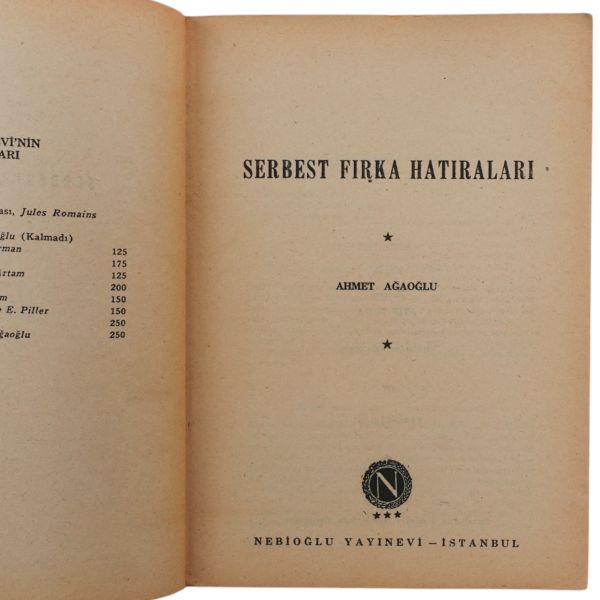 Vİ'NİN
ARI
ası, Jules Romains
ğlu (Kalmadı)
rman 125
175
Artam 125
200
m 150
e E. Piller 150
250
ğaoğlu 250
SERBEST FIRKA HATIRALARI
AHMET AĞAOĞLU
N
NEBİOĞLU YAYINEVİ — İSTANBUL